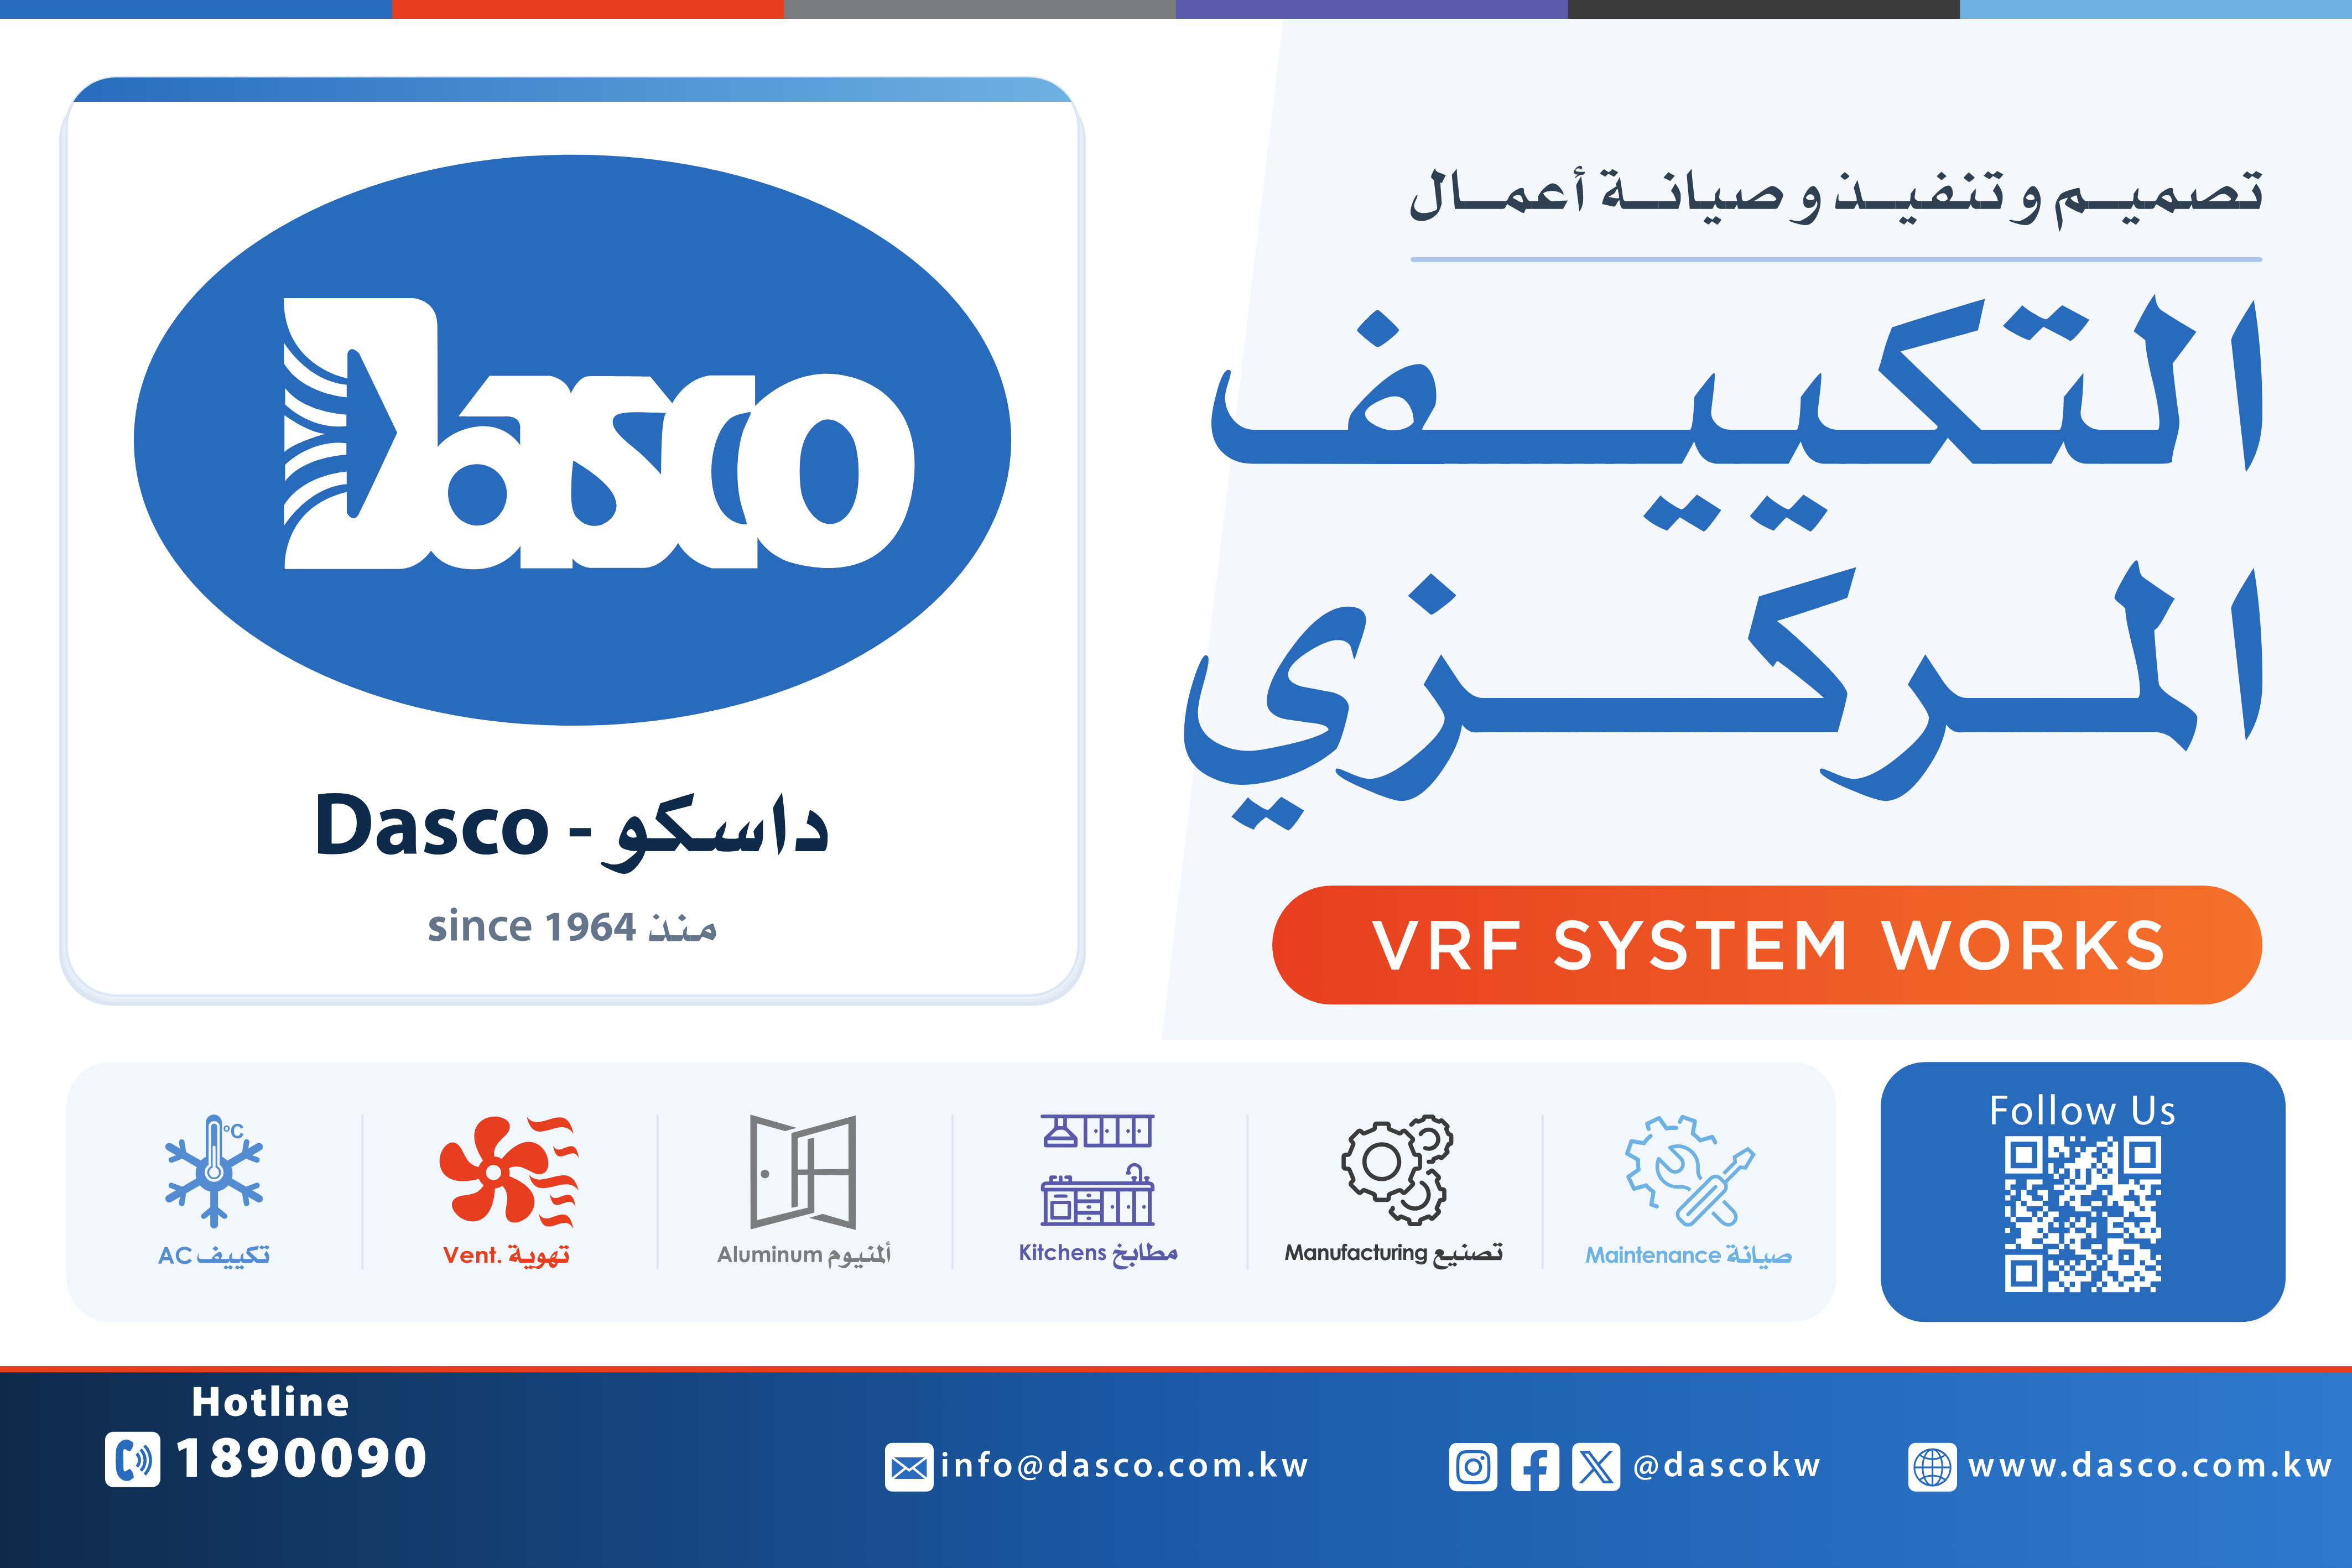 Dasco
Dasco - داسكو
since 1964 منذ
تصميم و تنفيذ و صيانة أعمال
التكييف
المركزي
VRF SYSTEM WORKS
°C
AC تكييف
Vent. تهوية
Aluminum ألمنيوم
Kitchens مطابخ
Manufacturing تصنيع
Maintenance صيانة
Follow Us
Hotline
1890090
info@dasco.com.kw
@dascokw
www.dasco.com.kw